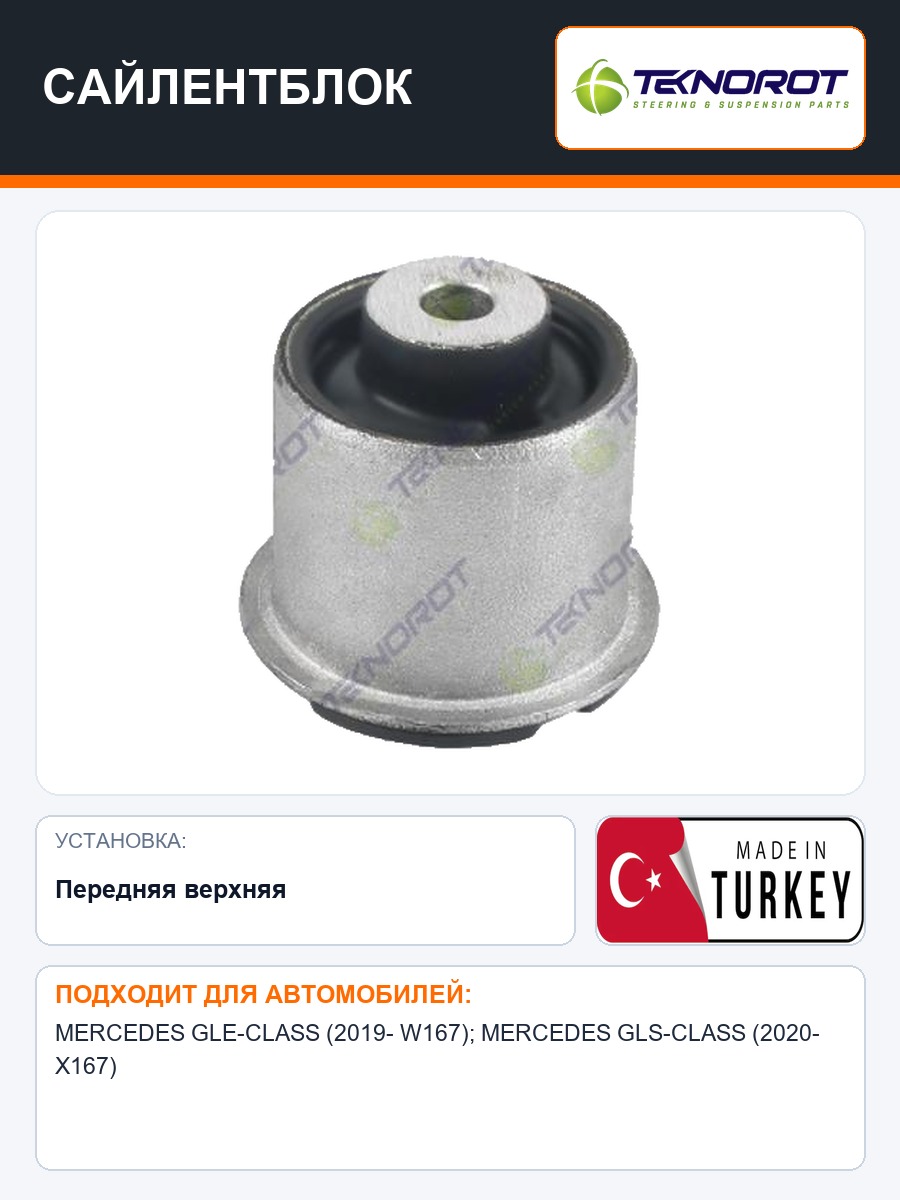 САЙЛЕНТБЛОК
TEKNOROT
STEERING & SUSPENSION PARTS
TEKNOROT
TEKNOROT
TEKNOROT
УСТАНОВКА:
Передняя верхняя
MADE IN
TURKEY
ПОДХОДИТ ДЛЯ АВТОМОБИЛЕЙ:
MERCEDES GLE-CLASS (2019- W167); MERCEDES GLS-CLASS (2020-
X167)